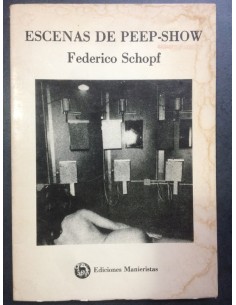 ESCENAS DE PEEP-SHOW
Federico Schopf
Ediciones Manieristas